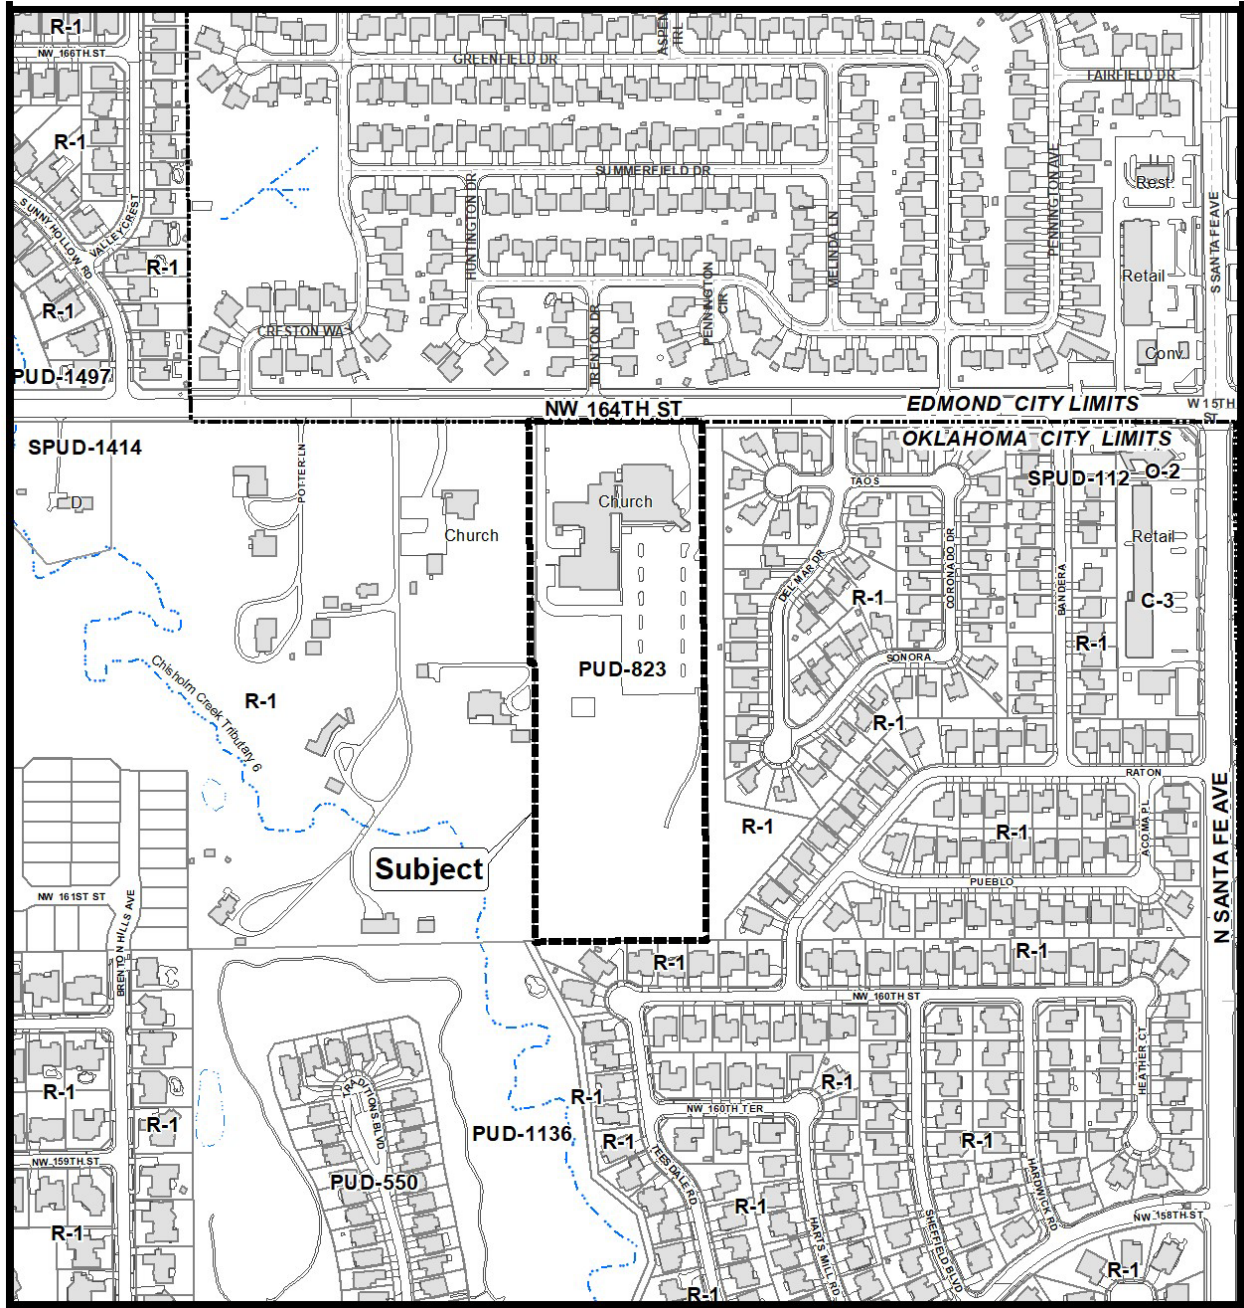 R-1
NW 166TH ST
GREENFIELD DR
ASPEN
TRL
FAIRFIELD DR
R-1
SUMMERFIELD DR
HUNTINGTON DR
PENNINGTON AVE
Rest.
S SANTA FE AVE
SUNNY HOLLOW RD
VALLEY CREST
R-1
MELINDA LN
Retail
R-1
PENNINGTON
CIR
CRESTON WA
TRENTON DR
Conv.
PUD-1497
NW 164TH ST
EDMOND CITY LIMITS
W 15TH
ST
OKLAHOMA CITY LIMITS
SPUD-1414
POTTER LN
TAOS
SPUD-112
O-2
D
Church
Church
Retail
DEL MAR DR
CORONADO DR
BANDERA
R-1
C-3
R-1
SONORA
PUD-823
Chisholm Creek Tributary 6
R-1
R-1
RATON
N SANTA FE AVE
R-1
R-1
ACOMA PL
Subject
PUEBLO
NW 161ST ST
BRENTON HILLS AVE
R-1
R-1
NW 160TH ST
HEATHER CT
TRADITIONS BLVD
R-1
R-1
R-1
NW 160TH TER
R-1
PUD-1136
R-1
R-1
NW 159TH ST
TEESDALE RD
HARDWICK RD
PUD-550
R-1
R-1
HARTS MILL RD
SHEFFIELD BLVD
NW 158TH ST
R-1
R-1